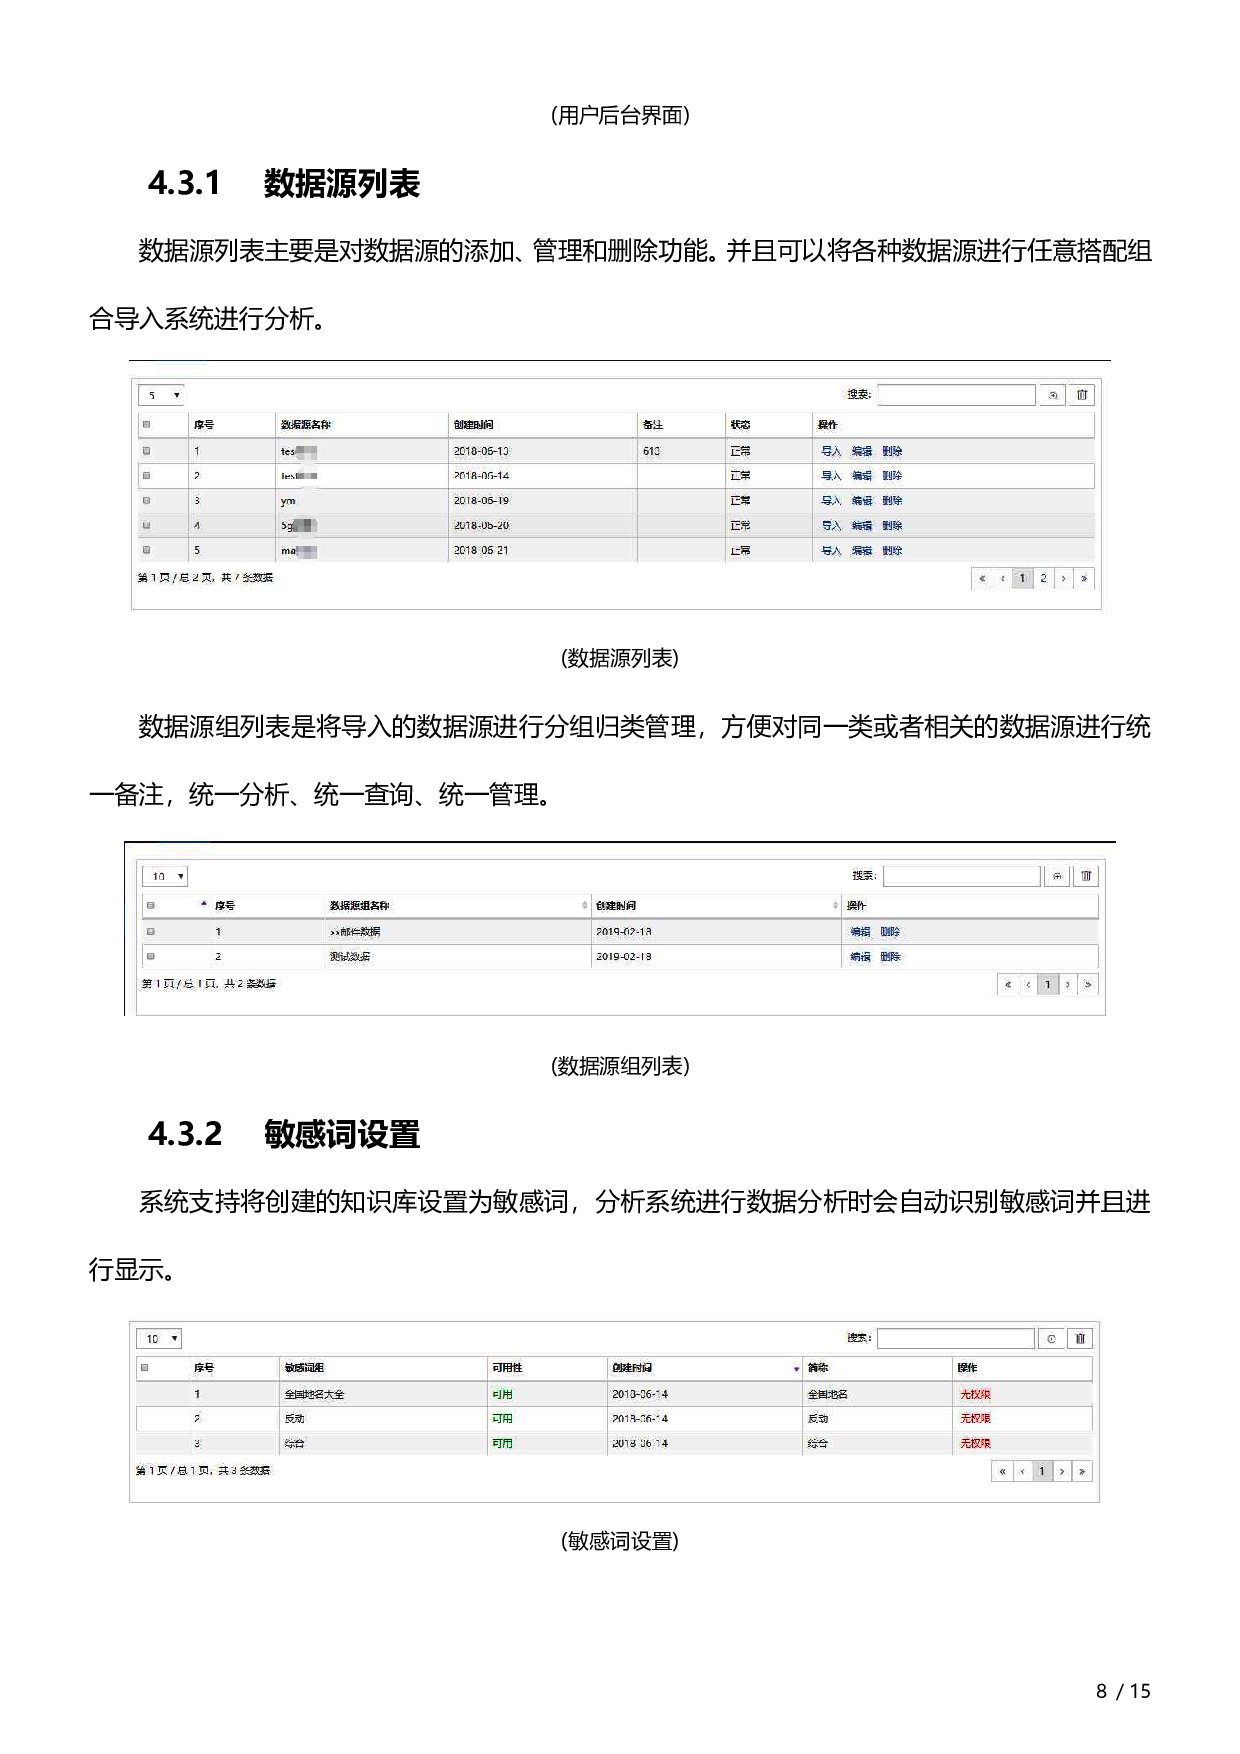 (用户后台界面)
4.3.1 数据源列表
数据源列表主要是对数据源的添加、管理和删除功能。并且可以将各种数据源进行任意搭配组
合导入系统进行分析。
5 搜索:
序号 数据源名称 创建时间 备注 状态 操作
1 2018-06-13 613 正常 导入 编辑 删除
2 2018-06-14 正常 导入 编辑 删除
3 ym 2018-06-19 正常 导入 编辑 删除
4 2018-06-20 正常 导入 编辑 删除
5 2018-06-21 正常 导入 编辑 删除
第 1 页 / 总 2 页, 共 7 条数据 « ‹ 1 2 › »
(数据源列表)
数据源组列表是将导入的数据源进行分组归类管理，方便对同一类或者相关的数据源进行统
一备注，统一分析、统一查询、统一管理。
10 搜索:
序号 数据源组名称 创建时间 操作
1 xx邮件数据 2019-02-18 编辑 删除
2 测试数据 2019-02-18 编辑 删除
第 1 页 / 总 1 页, 共 2 条数据 « ‹ 1 › »
(数据源组列表)
4.3.2 敏感词设置
系统支持将创建的知识库设置为敏感词，分析系统进行数据分析时会自动识别敏感词并且进
行显示。
10 搜索:
序号 敏感词组 可用性 创建时间 简称 操作
1 全国地名大全 可用 2018-06-14 全国地名 无权限
2 反动 可用 2018-06-14 反动 无权限
3 综合 可用 2018-06-14 综合 无权限
第 1 页 / 总 1 页, 共 3 条数据 « ‹ 1 › »
(敏感词设置)
8 / 15